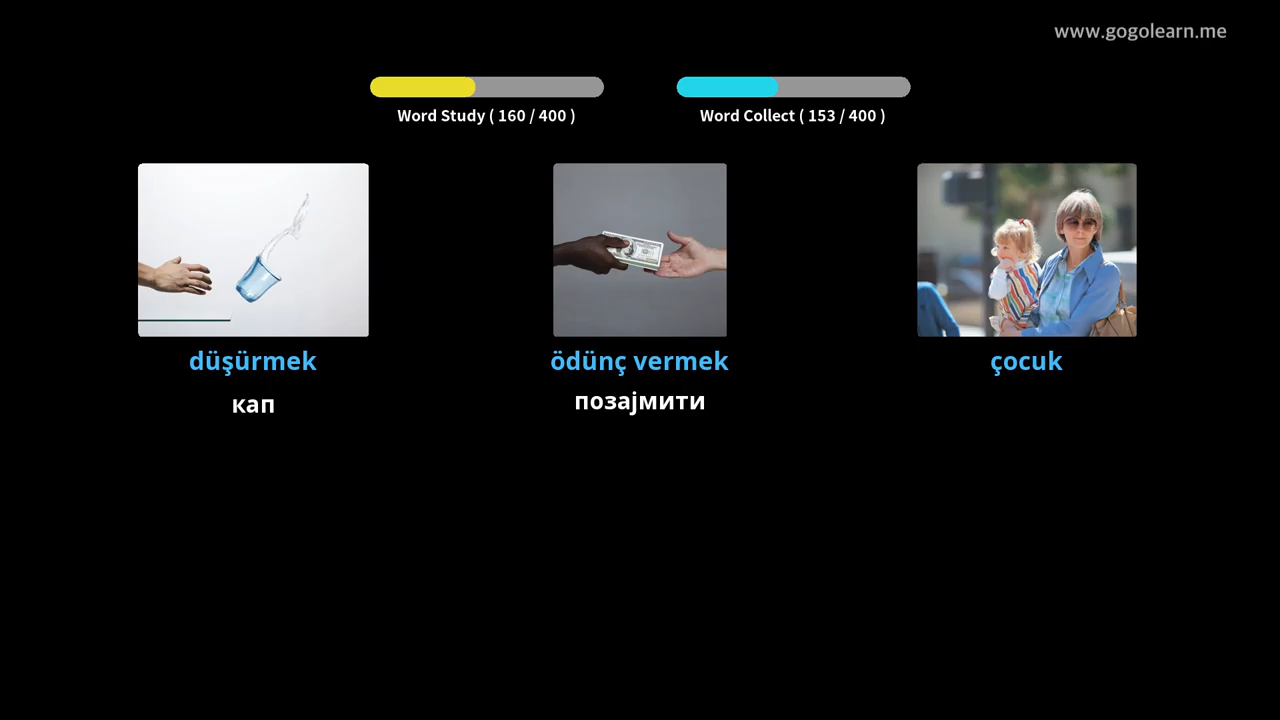 www.gogolearn.me
Word Study ( 160 / 400 )
Word Collect ( 153 / 400 )
düşürmek
ödünç vermek
çocuk
кап
позајмити